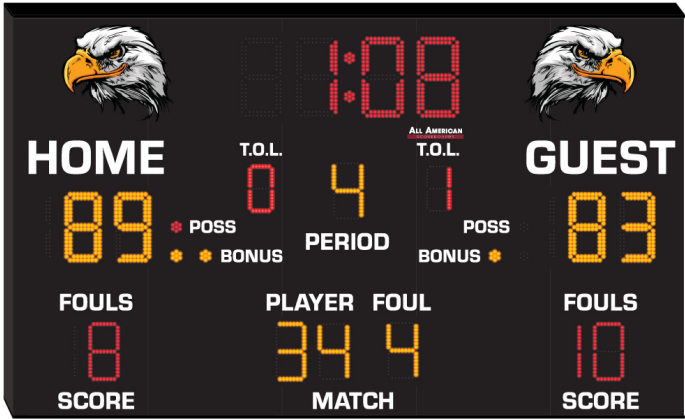 1:08
ALL AMERICAN
HOME T.O.L. T.O.L. GUEST
0 4 1
89 POSS PERIOD POSS 83
BONUS BONUS
FOULS PLAYER FOUL FOULS
8 34 4 10
SCORE MATCH SCORE